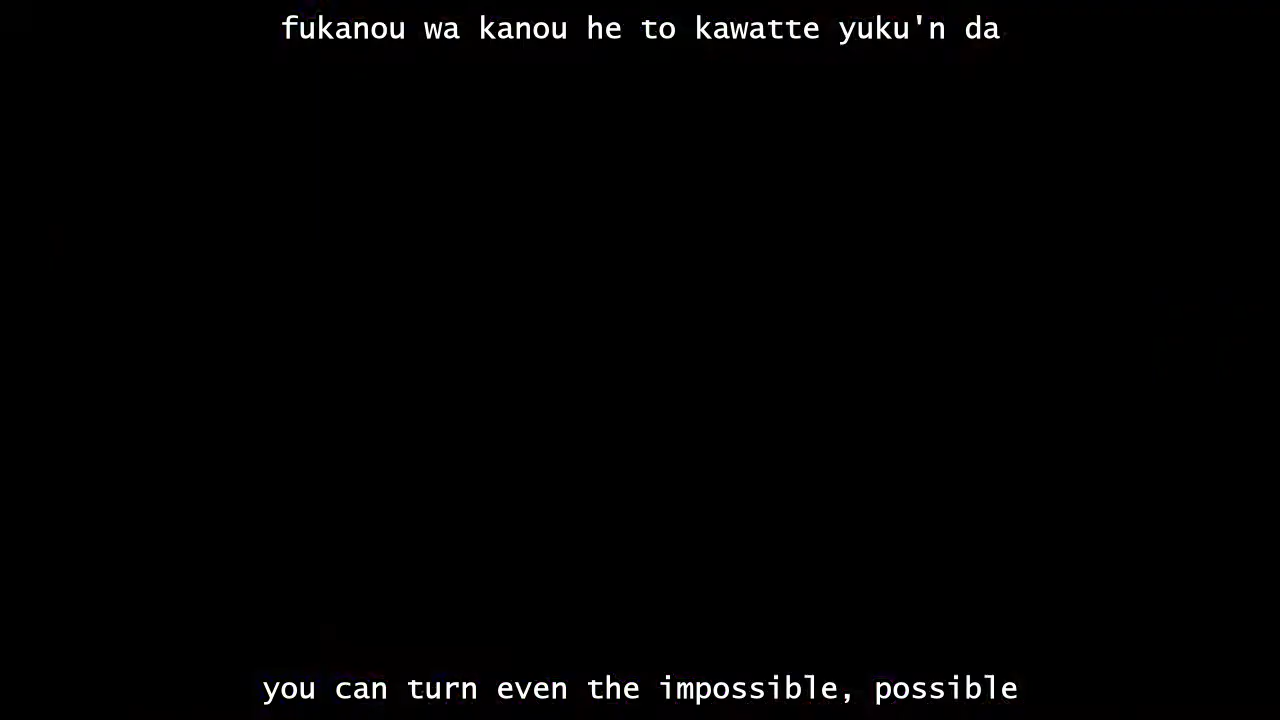 fukanou wa kanou he to kawatte yuku'n da
you can turn even the impossible, possible